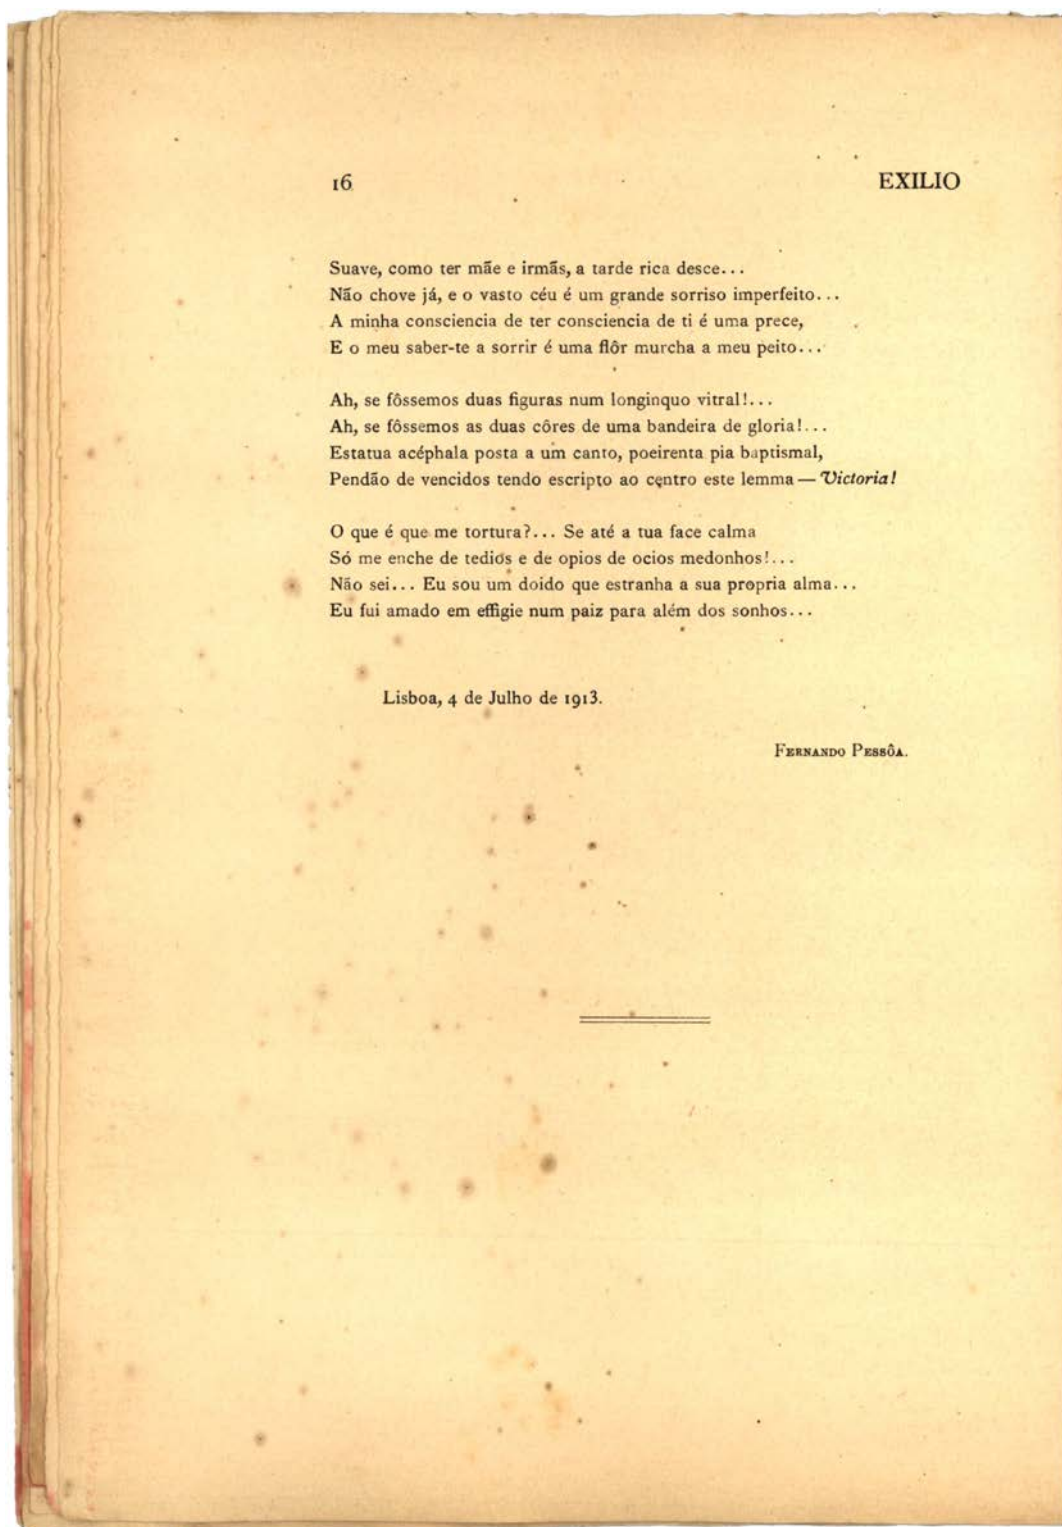 16 EXILIO
Suave, como ter mãe e irmãs, a tarde rica desce...
Não chove já, e o vasto céu é um grande sorriso imperfeito...
A minha consciencia de ter consciencia de ti é uma prece,
E o meu saber-te a sorrir é uma flôr murcha a meu peito...
Ah, se fôssemos duas figuras num longinquo vitral!...
Ah, se fôssemos as duas côres de uma bandeira de gloria!...
Estatua acéphala posta a um canto, poeirenta pia baptismal,
Pendão de vencidos tendo escripto ao centro este lemma — Victoria!
O que é que me tortura?... Se até a tua face calma
Só me enche de tedios e de opios de ocios medonhos!...
Não sei... Eu sou um doido que estranha a sua propria alma...
Eu fui amado em effigie num paiz para além dos sonhos...
Lisboa, 4 de Julho de 1913.
FERNANDO PESSÔA.